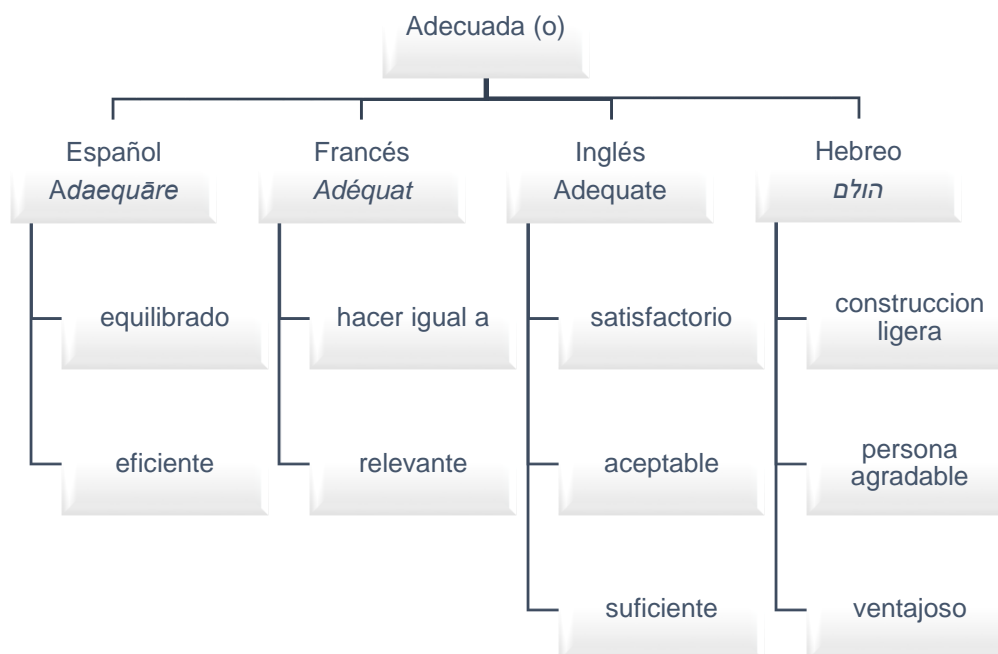 Adecuada (o)
Español
Adaequāre
Francés
Adéquat
Inglés
Adequate
Hebreo
הולם
equilibrado
eficiente
hacer igual a
relevante
satisfactorio
aceptable
suficiente
construccion
ligera
persona
agradable
ventajoso